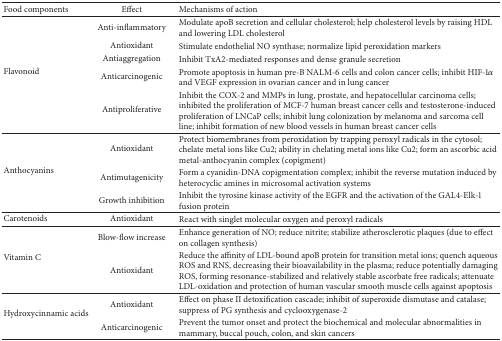 Food components Effect Mechanisms of action
Flavonoid
Anti-inflammatory Modulate apoB secretion and cellular cholesterol; help cholesterol levels by raising HDL
and lowering LDL cholesterol
Antioxidant Stimulate endothelial NO synthase; normalize lipid peroxidation markers
Antiaggregation Inhibit TxA2-mediated responses and dense granule secretion
Anticarcinogenic Promote apoptosis in human pre-B NALM-6 cells and colon cancer cells; inhibit HIF-1α
and VEGF expression in ovarian cancer and in lung cancer
Antiproliferative Inhibit the COX-2 and MMPs in lung, prostate, and hepatocellular carcinoma cells;
inhibited the proliferation of MCF-7 human breast cancer cells and testosterone-induced
proliferation of LNCaP cells; inhibit lung colonization by melanoma and sarcoma cell
line; inhibit formation of new blood vessels in human breast cancer cells
Anthocyanins
Antioxidant Protect biomembranes from peroxidation by trapping peroxyl radicals in the cytosol;
chelate metal ions like Cu2; ability in chelating metal ions like Cu2; form an ascorbic acid
metal-anthocyanin complex (copigment)
Antimutagenicity Form a cyanidin-DNA copigmentation complex; inhibit the reverse mutation induced by
heterocyclic amines in microsomal activation systems
Growth inhibition Inhibit the tyrosine kinase activity of the EGFR and the activation of the GAL4-Elk-1
fusion protein
Carotenoids Antioxidant React with singlet molecular oxygen and peroxyl radicals
Vitamin C
Blow-flow increase Enhance generation of NO; reduce nitrite; stabilize atherosclerotic plaques (due to effect
on collagen synthesis)
Antioxidant Reduce the affinity of LDL-bound apoB protein for transition metal ions; quench aqueous
ROS and RNS, decreasing their bioavailability in the plasma; reduce potentially damaging
ROS, forming resonance-stabilized and relatively stable ascorbate free radicals; attenuate
LDL-oxidation and protection of human vascular smooth muscle cells against apoptosis
Hydroxycinnamic acids
Antioxidant Effect on phase II detoxification cascade; inhibit of superoxide dismutase and catalase;
suppress of PG synthesis and cyclooxygenase-2
Anticarcinogenic Prevent the tumor onset and protect the biochemical and molecular abnormalities in
mammary, buccal pouch, colon, and skin cancers